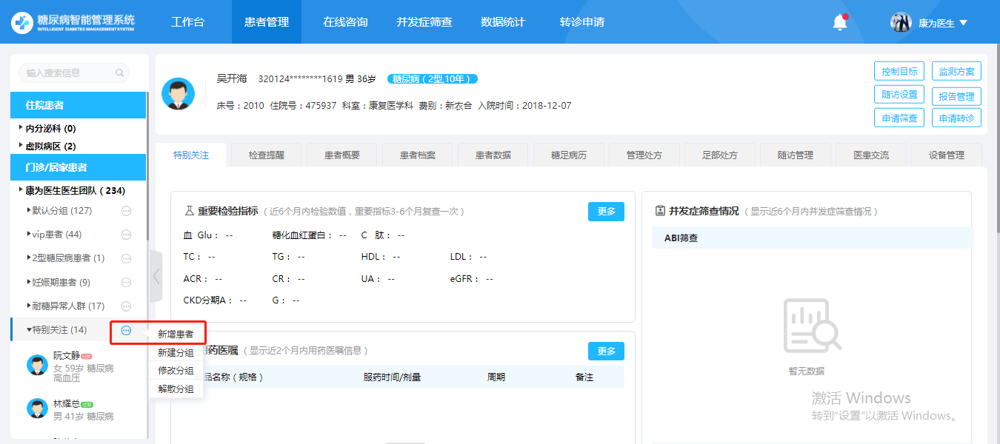 糖尿病智能管理系统
INTELLIGENT DIABETES MANAGEMENT SYSTEM
工作台
患者管理
在线咨询
并发症筛查
数据统计
转诊申请
康为医生
输入搜索信息
住院患者
内分泌科 (0)
虚拟病区 (2)
门诊/居家患者
康为医生医生团队 ( 234)
默认分组 (127)
vip患者 (44)
2型糖尿病患者 (1)
妊娠期患者 (9)
耐糖异常人群 (17)
特别关注 (14)
阮文静
女 59岁 糖尿病
高血压
林耀总
男 41岁 糖尿病
新增患者
新建分组
修改分组
解散分组
吴开海 320124********1619 男 36岁 糖尿病 ( 2型,10年 )
床号：2010 住院号：475937 科室：康复医学科 费别：新农合 入院时间：2018-12-07
控制目标
监测方案
随访设置
报告管理
申请筛查
申请转诊
特别关注
检查提醒
患者概要
患者档案
患者数据
糖足病历
管理处方
足部处方
随访管理
医患交流
设备管理
重要检验指标 ( 近6个月内检验数值，重要指标3-6个月复查一次 )
更多
血 Glu： -- 糖化血红蛋白： -- C 肽： --
TC： -- TG： -- HDL： -- LDL： --
ACR： -- CR： -- UA： -- eGFR： --
CKD分期A： -- G： --
用药医嘱 ( 显示近2个月内用药医嘱信息 )
更多
品名称 ( 规格 ) 服药时间/剂量 周期 备注
并发症筛查情况 ( 显示近6个月内并发症筛查情况 )
ABI筛查
暂无数据
激活 Windows
转到"设置"以激活 Windows。